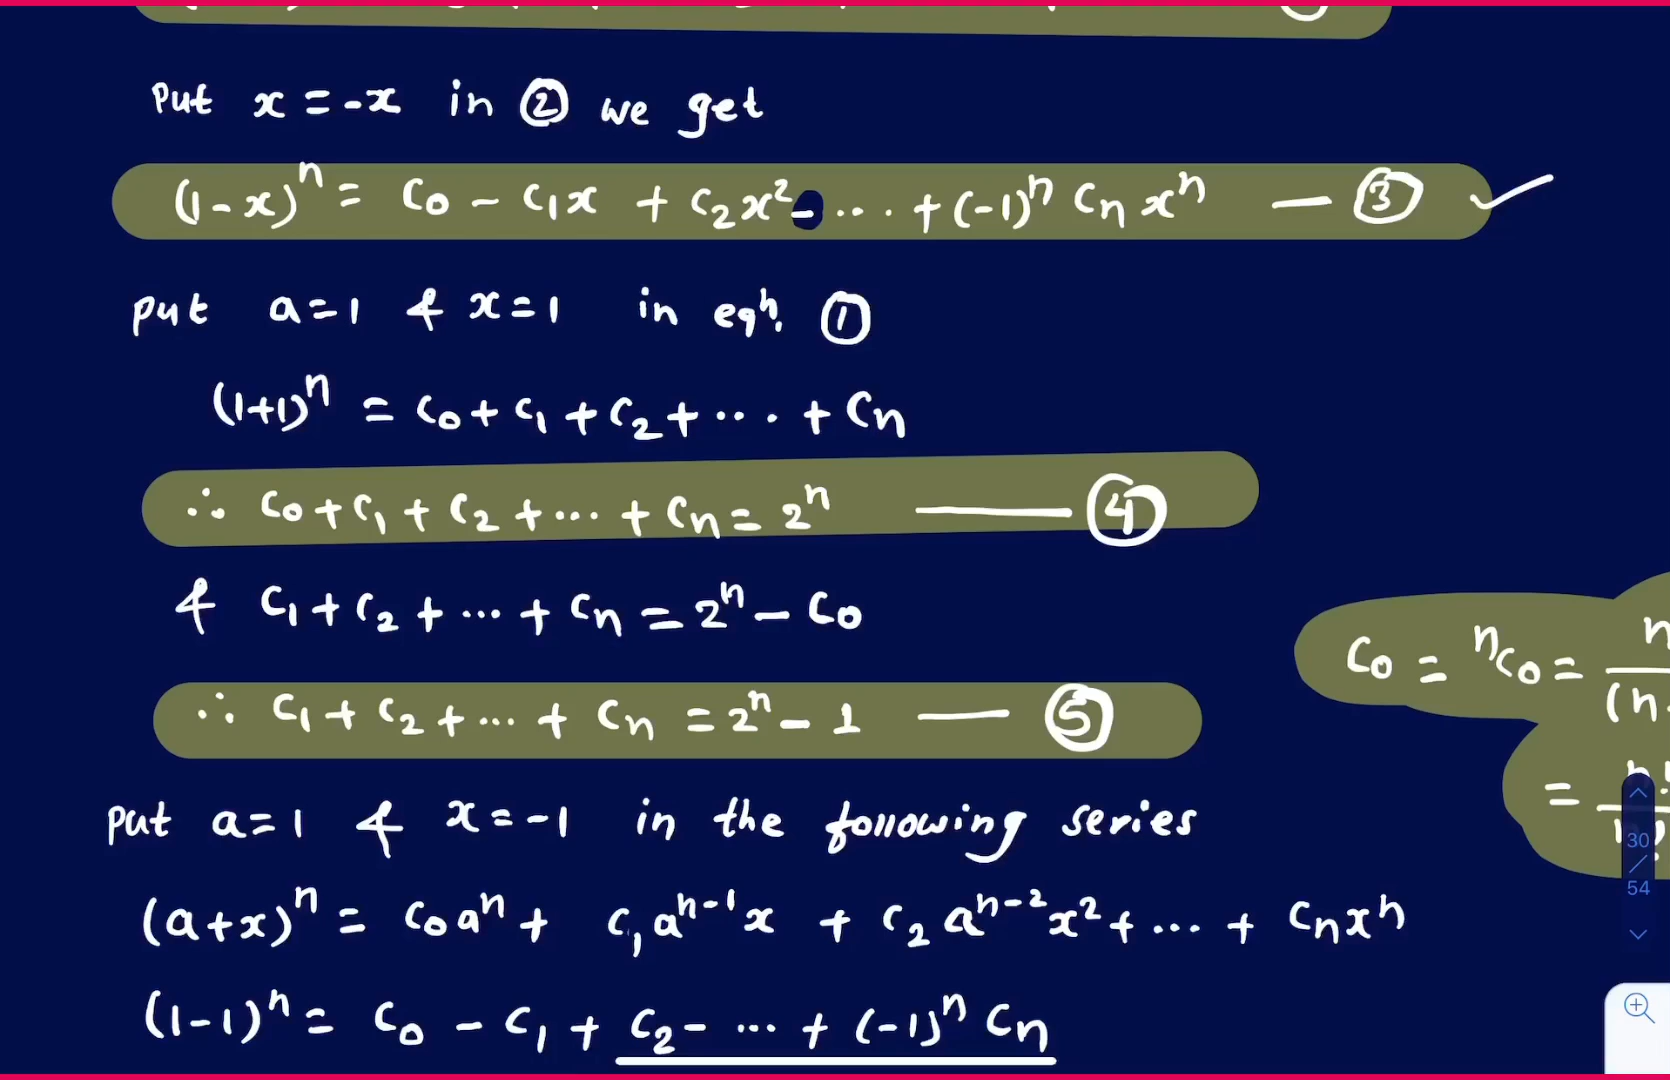 Put x = -x in ② we get
(1-x)ⁿ = C₀ - C₁x + C₂x² - ... + (-1)ⁿ Cₙ xⁿ — ③ ✓
put a=1 & x=1 in eqⁿ. ①
(1+1)ⁿ = C₀ + C₁ + C₂ + ... + Cₙ
∴ C₀ + C₁ + C₂ + ... + Cₙ = 2ⁿ — ④
& C₁ + C₂ + ... + Cₙ = 2ⁿ - C₀
C₀ = ⁿC₀ =
∴ C₁ + C₂ + ... + Cₙ = 2ⁿ - 1 — ⑤
put a=1 & x=-1 in the following series
30
/
54
(a+x)ⁿ = C₀aⁿ + C₁aⁿ⁻¹x + C₂aⁿ⁻²x² + ... + Cₙxⁿ
(1-1)ⁿ = C₀ - C₁ + C₂ - ... + (-1)ⁿ Cₙ